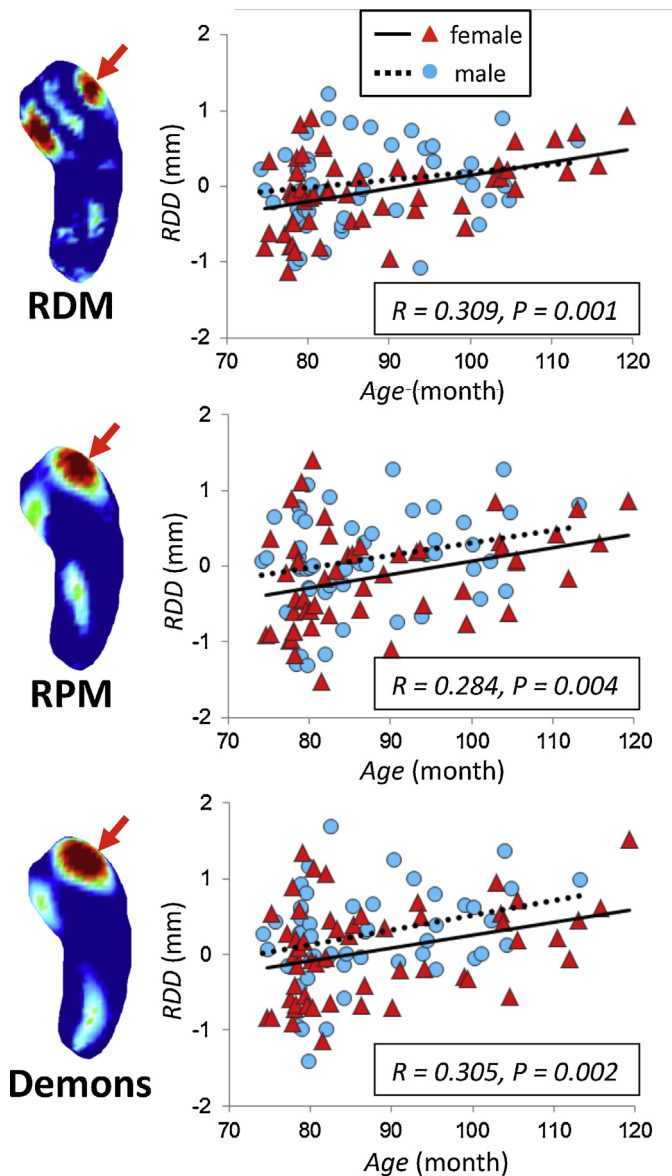 female
male
2
1
0
-1
-2
RDD (mm)
R = 0.309, P = 0.001
70 80 90 100 110 120
Age (month)
RDM
2
1
0
-1
-2
RDD (mm)
R = 0.284, P = 0.004
70 80 90 100 110 120
Age (month)
RPM
2
1
0
-1
-2
RDD (mm)
R = 0.305, P = 0.002
70 80 90 100 110 120
Age (month)
Demons